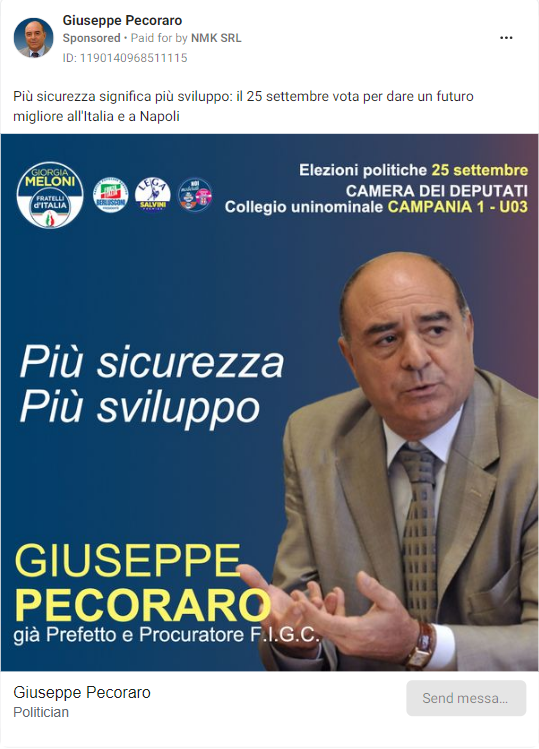 Giuseppe Pecoraro
Sponsored • Paid for by NMK SRL
ID: 1190140968511115
Più sicurezza significa più sviluppo: il 25 settembre vota per dare un futuro
migliore all'Italia e a Napoli
GIORGIA
MELONI
FRATELLI
d'ITALIA
BERLUSCONI
LEGA
SALVINI
PREMIER
Elezioni politiche 25 settembre
CAMERA DEI DEPUTATI
Collegio uninominale CAMPANIA 1 - U03
Più sicurezza
Più sviluppo
GIUSEPPE
PECORARO
già Prefetto e Procuratore F.I.G.C.
Giuseppe Pecoraro
Politician
Send messa...